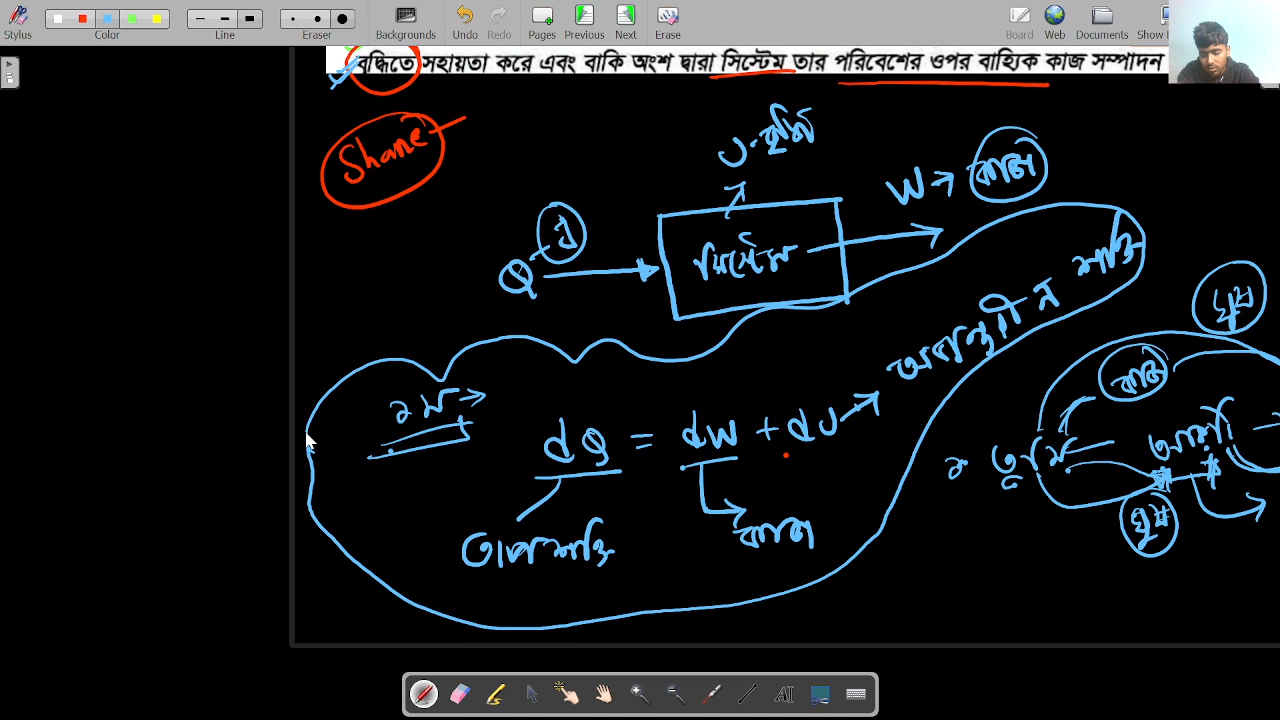 Stylus Color Line Eraser Backgrounds Undo Redo Pages Previous Next Erase Board Web Documents
বৃদ্ধিতে সহায়তা করে এবং বাকি অংশ দ্বারা সিস্টেম তার পরিবেশের ওপর বাহ্যিক কাজ সম্পাদন
Shane
U-বৃদ্ধি
W → কাজ
Q
সিস্টেম
অভ্যন্তরীন শক্তি
ঘুষ
কাজ
dQ = dW + dU
তুমি
ঘুষ
তাপশক্তি
কাজ